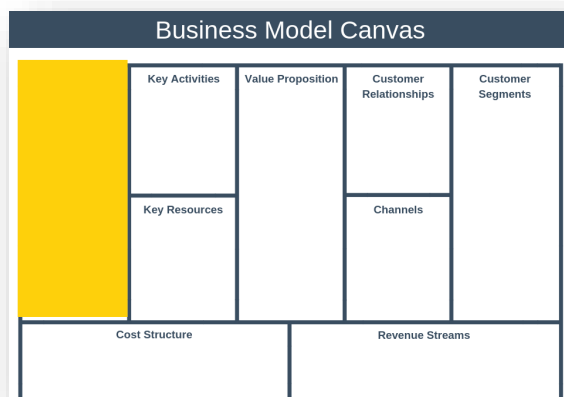 Business Model Canvas
Key Activities
Value Proposition
Customer
Relationships
Customer
Segments
Key Resources
Channels
Cost Structure
Revenue Streams